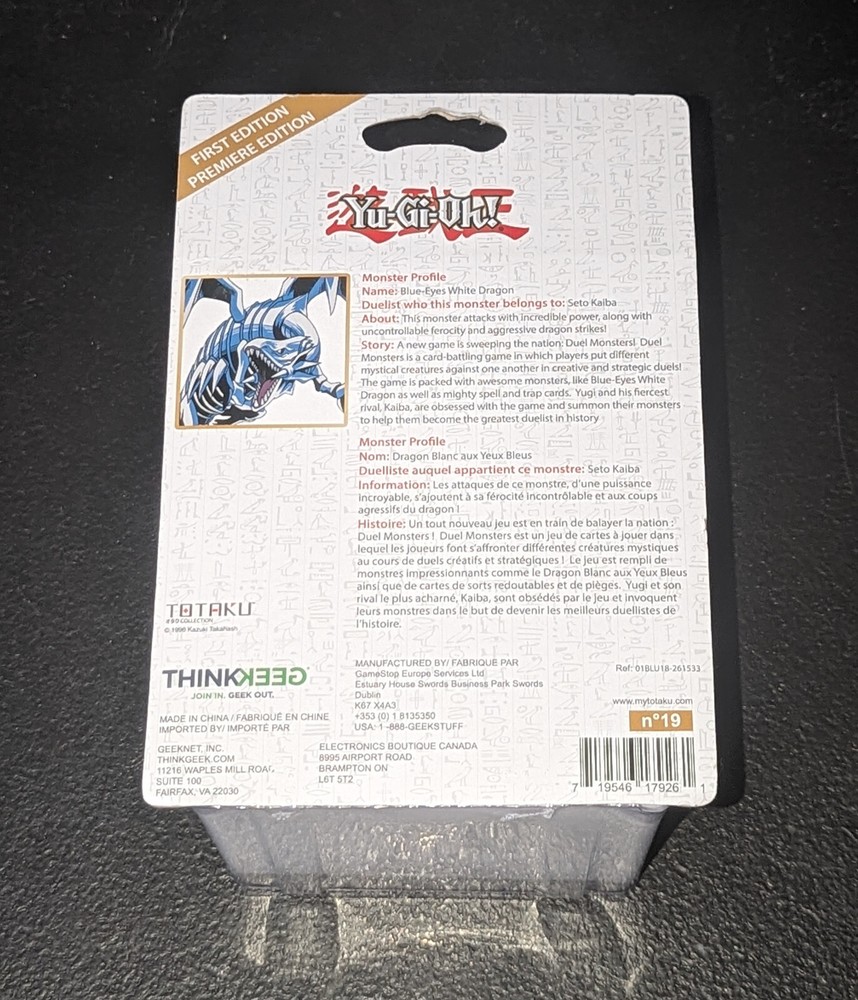 FIRST EDITION
PREMIERE EDITION
Yu-Gi-Oh!
Monster Profile
Name: Blue-Eyes White Dragon
Duelist who this monster belongs to: Seto Kaiba
About: This monster attacks with incredible power, along with
uncontrollable ferocity and aggressive dragon strikes!
Story: A new game is sweeping the nation: Duel Monsters! Duel
Monsters is a card-battling game in which players put different
mystical creatures against one another in creative and strategic duels!
The game is packed with awesome monsters, like Blue-Eyes White
Dragon as well as mighty spell and trap cards. Yugi and his fiercest
rival, Kaiba, are obsessed with the game and summon their monsters
to help them become the greatest duelist in history
Monster Profile
Nom: Dragon Blanc aux Yeux Bleus
Duelliste auquel appartient ce monstre: Seto Kaiba
Information: Les attaques de ce monstre, d'une puissance
incroyable, s'ajoutent à sa férocité incontrôlable et aux coups
agressifs du dragon !
Histoire: Un tout nouveau jeu est en train de balayer la nation :
Duel Monsters ! Duel Monsters est un jeu de cartes à jouer dans
lequel les joueurs font s'affronter différentes créatures mystiques
au cours de duels créatifs et stratégiques ! Le jeu est rempli de
monstres impressionnants comme le Dragon Blanc aux Yeux Bleus
ainsi que de cartes de sorts redoutables et de pièges. Yugi et son
rival le plus acharné, Kaiba, sont obsédés par le jeu et invoquent
leurs monstres dans le but de devenir les meilleurs duellistes de
l'histoire.
TOTAKU
COLLECTION
© 1996 Kazuki Takahashi
THINKGEEK
JOIN IN. GEEK OUT.
MADE IN CHINA / FABRIQUÉ EN CHINE
IMPORTED BY/ IMPORTÉ PAR
GEEKNET, INC.
THINKGEEK.COM
11216 WAPLES MILL ROAD,
SUITE 100
FAIRFAX, VA 22030
MANUFACTURED BY/ FABRIQUÉ PAR
GameStop Europe Services Ltd
Estuary House Swords Business Park Swords
Dublin
K67 X4A3
+353 (0) 1 8135350
USA: 1 -888-GEEKSTUFF
ELECTRONICS BOUTIQUE CANADA
8995 AIRPORT ROAD
BRAMPTON ON
L6T 5T2
Ref: 01BLU18-261533
www.mytotaku.com
n°19
7 19546 17926 1